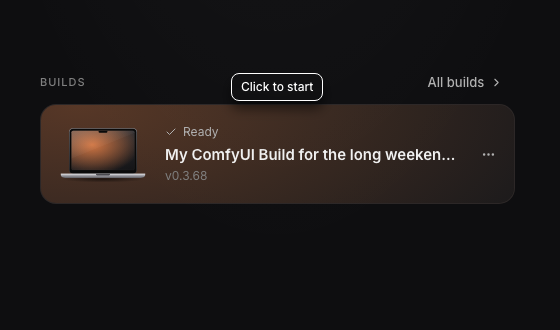 BUILDS
Click to start
All builds
Ready
My ComfyUI Build for the long weeken...
v0.3.68